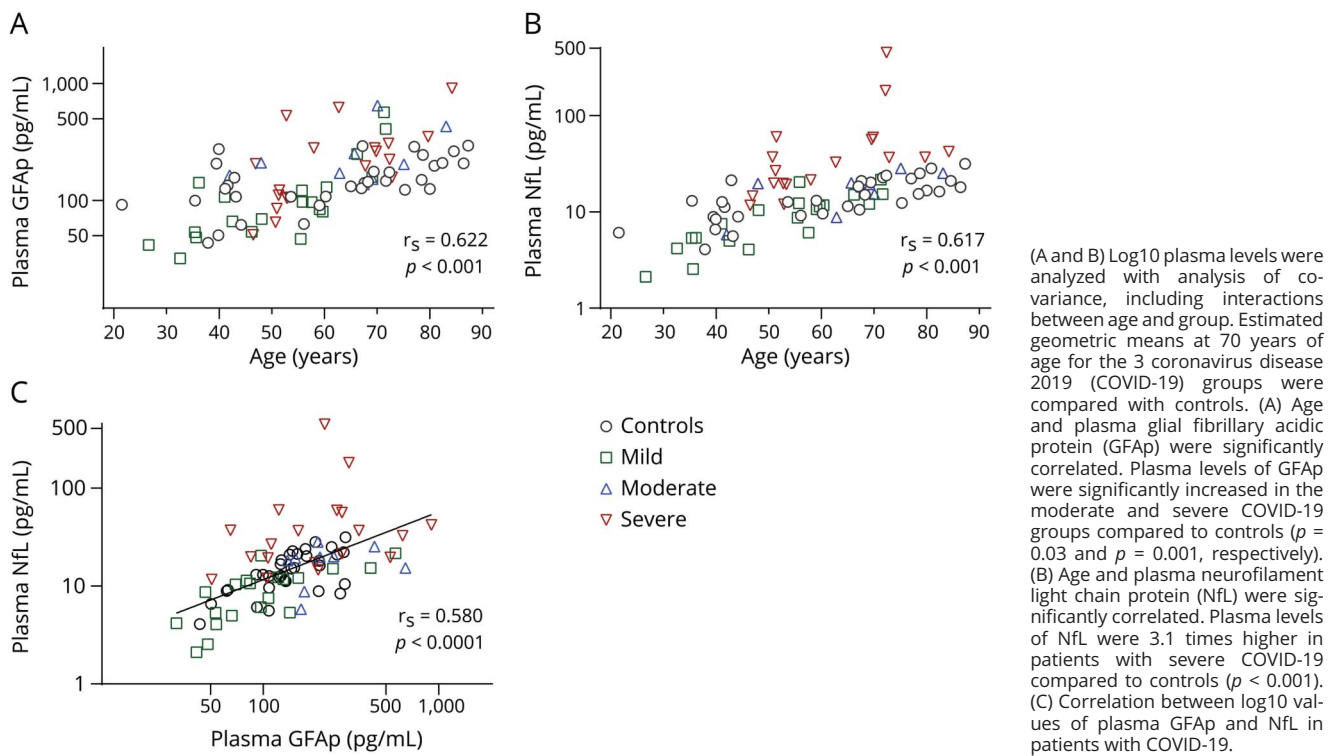 A
Plasma GFAp (pg/mL)
1,000
500
100
50
rS = 0.622
p < 0.001
20 30 40 50 60 70 80 90
Age (years)
B
Plasma NfL (pg/mL)
500
100
10
1
rS = 0.617
p < 0.001
20 30 40 50 60 70 80 90
Age (years)
C
Plasma NfL (pg/mL)
500
100
10
1
rS = 0.580
p < 0.0001
50 100 500 1,000
Plasma GFAp (pg/mL)
Controls
Mild
Moderate
Severe
(A and B) Log10 plasma levels were
analyzed with analysis of co-
variance, including interactions
between age and group. Estimated
geometric means at 70 years of
age for the 3 coronavirus disease
2019 (COVID-19) groups were
compared with controls. (A) Age
and plasma glial fibrillary acidic
protein (GFAp) were significantly
correlated. Plasma levels of GFAp
were significantly increased in the
moderate and severe COVID-19
groups compared to controls (p =
0.03 and p = 0.001, respectively).
(B) Age and plasma neurofilament
light chain protein (NfL) were sig-
nificantly correlated. Plasma levels
of NfL were 3.1 times higher in
patients with severe COVID-19
compared to controls (p < 0.001).
(C) Correlation between log10 val-
ues of plasma GFAp and NfL in
patients with COVID-19.